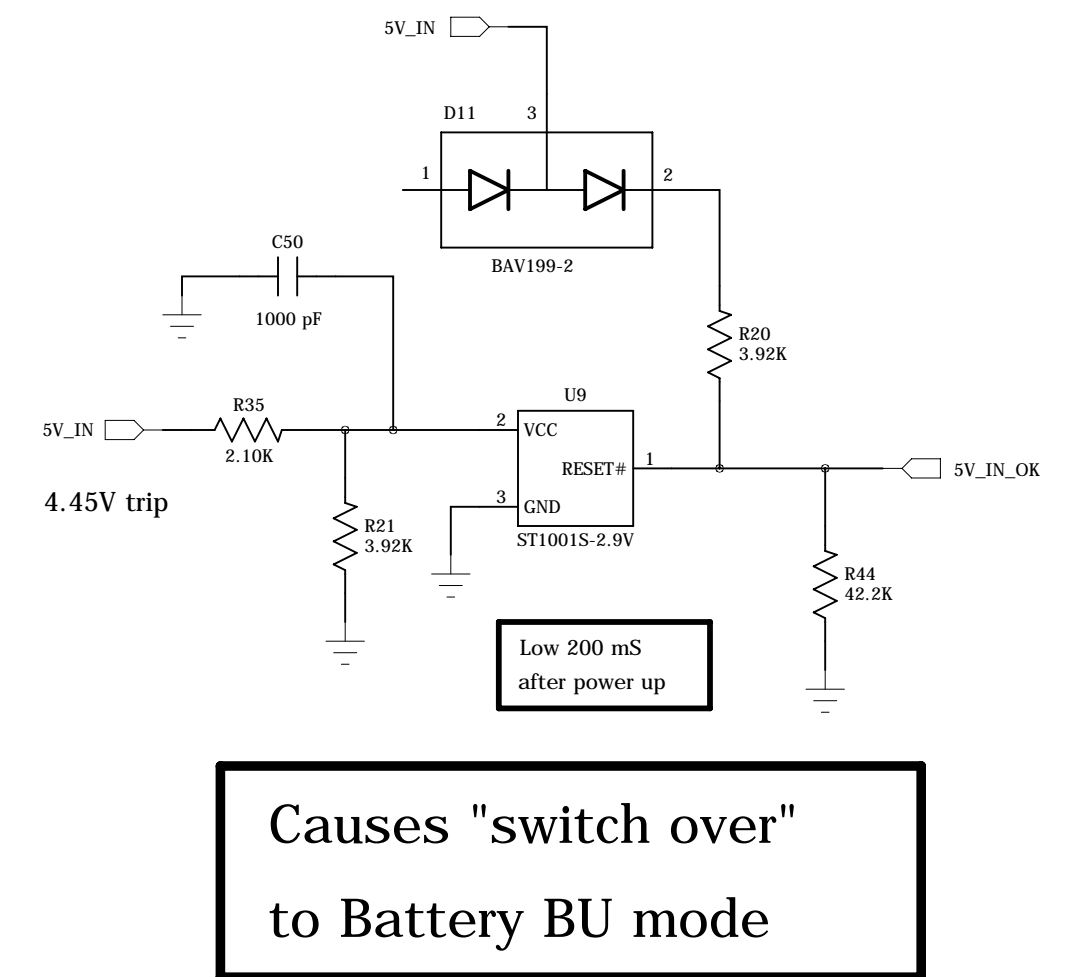 5V_IN
D11
3
1
2
BAV199-2
C50
1000 pF
R20
3.92K
U9
R35
5V_IN
2.10K
2
VCC
RESET#
1
5V_IN_OK
4.45V trip
3
GND
R21
3.92K
ST1001S-2.9V
R44
42.2K
Low 200 mS
after power up
Causes "switch over"
to Battery BU mode